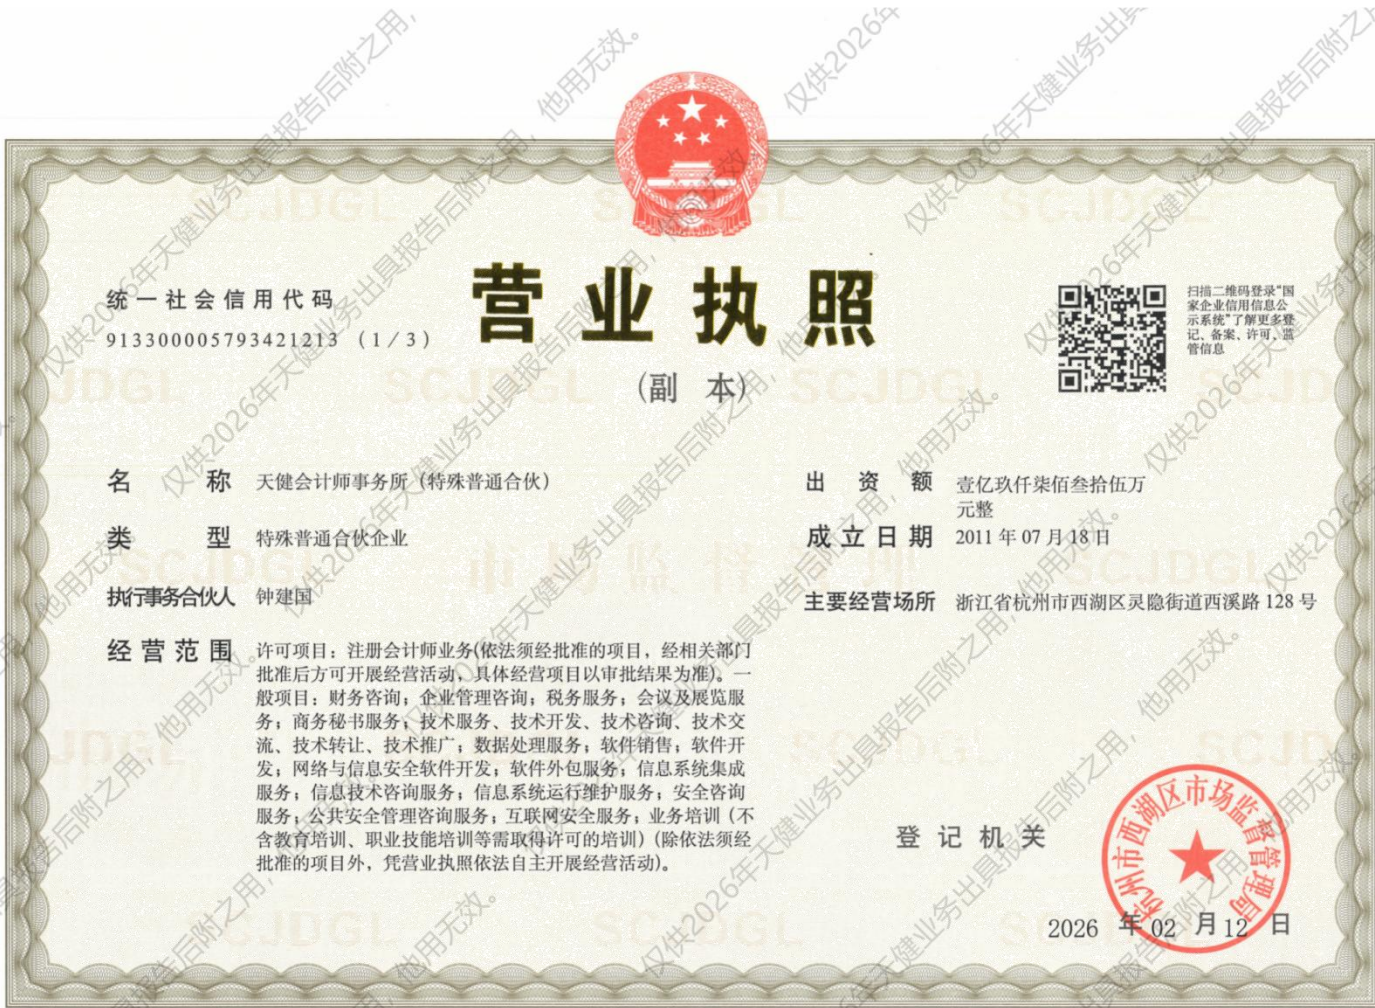 营业执照
(副 本)
统一社会信用代码
913300005793421213 (1/3)
扫描二维码登录“国
家企业信用信息公
示系统”了解更多登
记、备案、许可、监
管信息
名 称 天健会计师事务所（特殊普通合伙）
类 型 特殊普通合伙企业
执行事务合伙人 钟建国
经营范围 许可项目：注册会计师业务(依法须经批准的项目，经相关部门
批准后方可开展经营活动，具体经营项目以审批结果为准)。一
般项目：财务咨询；企业管理咨询；税务服务；会议及展览服
务；商务秘书服务；技术服务、技术开发、技术咨询、技术交
流、技术转让、技术推广；数据处理服务；软件销售；软件开
发；网络与信息安全软件开发；软件外包服务；信息系统集成
服务；信息技术咨询服务；信息系统运行维护服务；安全咨询
服务；公共安全管理咨询服务；互联网安全服务；业务培训（不
含教育培训、职业技能培训等需取得许可的培训）(除依法须经
批准的项目外，凭营业执照依法自主开展经营活动)。
出 资 额 壹亿玖仟柒佰叁拾伍万
元整
成立日期 2011年07月18日
主要经营场所 浙江省杭州市西湖区灵隐街道西溪路128号
登记机关
杭州市西湖区市场监督管理局
2026 年 02 月 12 日
仅供2026年天健业务出具报告后附之用，他用无效。
SCJDGL
市场监督管理